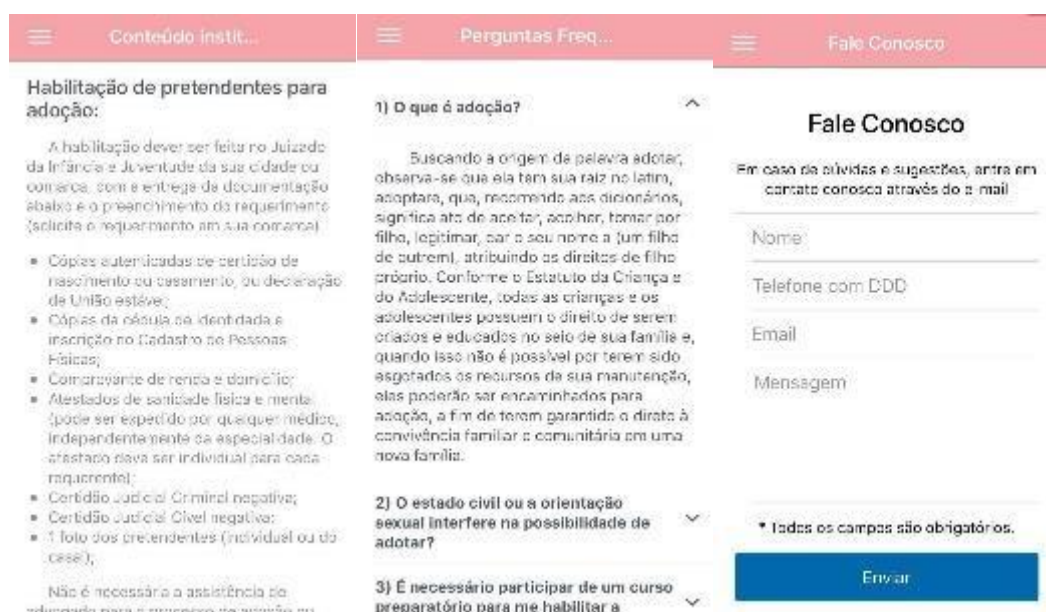 Conteúdo instit...
Habilitação de pretendentes para
adoção:
A habilitação dever ser feita no Juizado
da Infância e Juventude da sua cidade ou
comarca, com a entrega da documentação
abaixo e o preenchimento do requerimento
(solicite o requerimento em sua comarca)
Cópias autenticadas de certidão de
nascimento ou casamento, ou declaração
de União estável;
Cópias da cédula de identidade e
inscrição no Cadastro de Pessoas
Físicas;
Comprovante de renda e domicílio;
Atestados de sanidade física e mental
(pode ser expedido por qualquer médico,
independentemente da especialidade. O
atestado deve ser individual para cada
requerente);
Certidão Judicial Criminal negativa;
Certidão Judicial Cível negativa;
1 foto dos pretendentes (individual ou do
casal);
Não é necessária a assistência de
advogado para o processo de adoção ou
Perguntas Freq...
1) O que é adoção?
Buscando a origem da palavra adotar,
observa-se que ela tem sua raiz no latim,
adoptare, que, recorrendo aos dicionários,
significa ato de aceitar, acolher, tomar por
filho, legitimar, dar o seu nome a (um filho
de outrem), atribuindo os direitos de filho
próprio. Conforme o Estatuto da Criança e
do Adolescente, todas as crianças e os
adolescentes possuem o direito de serem
criados e educados no seio de sua família e,
quando isso não é possível por terem sido
esgotados os recursos de sua manutenção,
eles poderão ser encaminhados para
adoção, a fim de terem garantido o direto à
convivência familiar e comunitária em uma
nova família.
2) O estado civil ou a orientação
sexual interfere na possibilidade de
adotar?
3) É necessário participar de um curso
preparatório para me habilitar a
Fale Conosco
Fale Conosco
Em caso de dúvidas e sugestões, entre em
contato conosco através do e-mail
Nome
Telefone com DDD
Email
Mensagem
* Todos os campos são obrigatórios.
Enviar